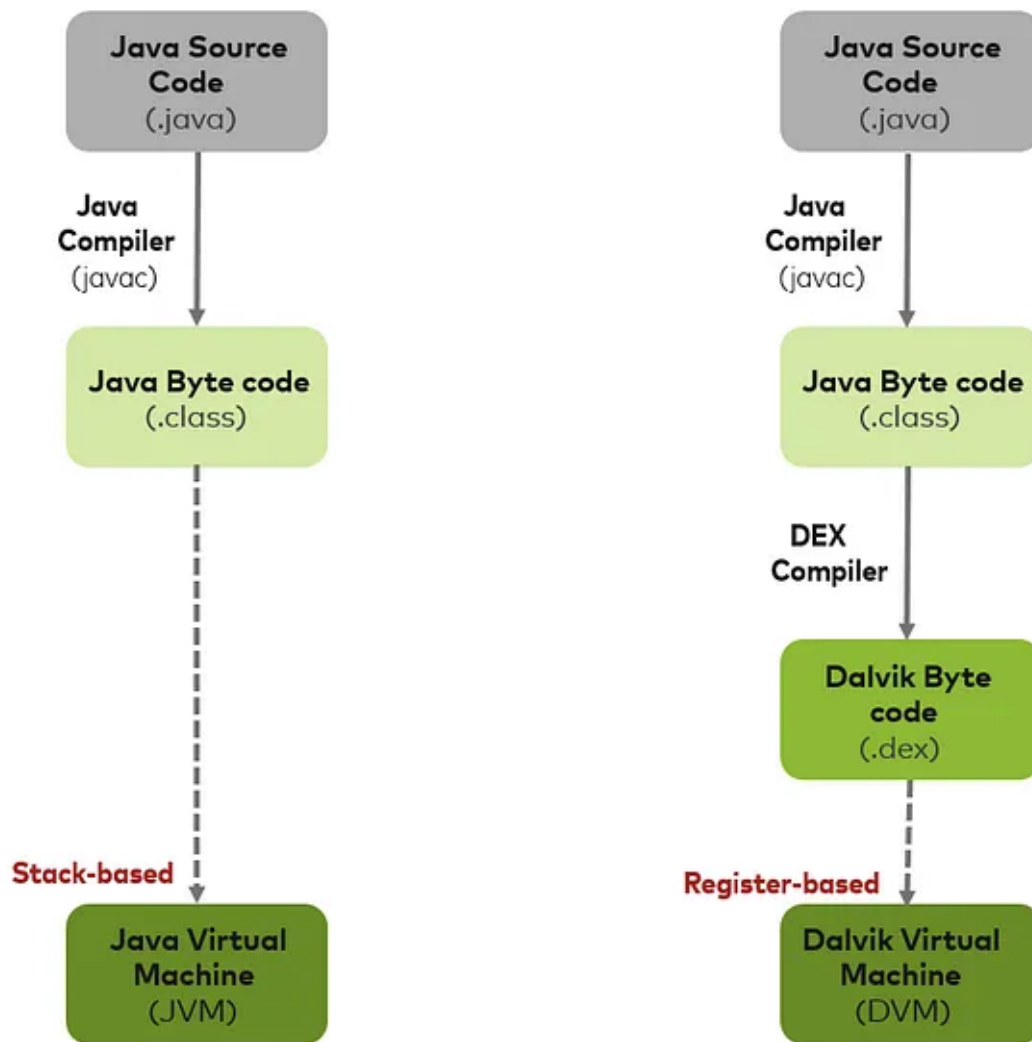 Java Source
Code
(.java)
Java
Compiler
(javac)
Java Byte code
(.class)
Stack-based
Java Virtual
Machine
(JVM)
Java Source
Code
(.java)
Java
Compiler
(javac)
Java Byte code
(.class)
DEX
Compiler
Dalvik Byte
code
(.dex)
Register-based
Dalvik Virtual
Machine
(DVM)